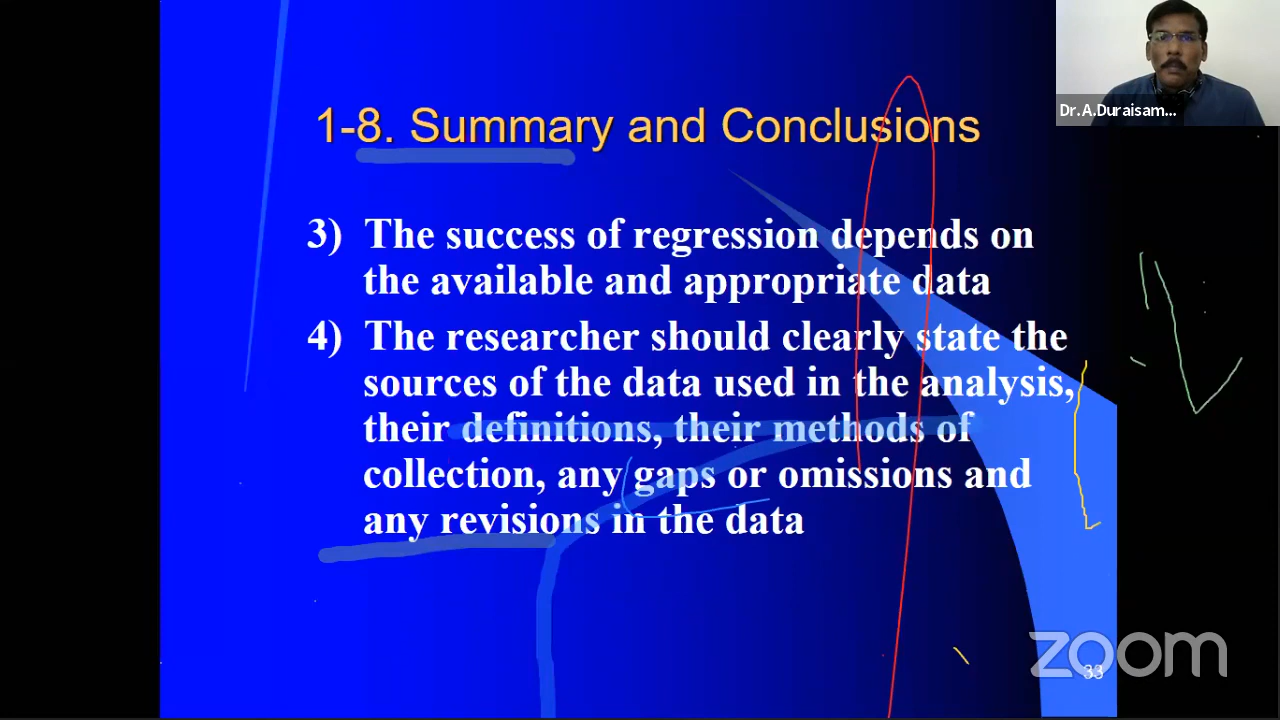 Dr.A.Duraisam...
1-8. Summary and Conclusions
3) The success of regression depends on
the available and appropriate data
4) The researcher should clearly state the
sources of the data used in the analysis,
their definitions, their methods of
collection, any gaps or omissions and
any revisions in the data
zoom
33